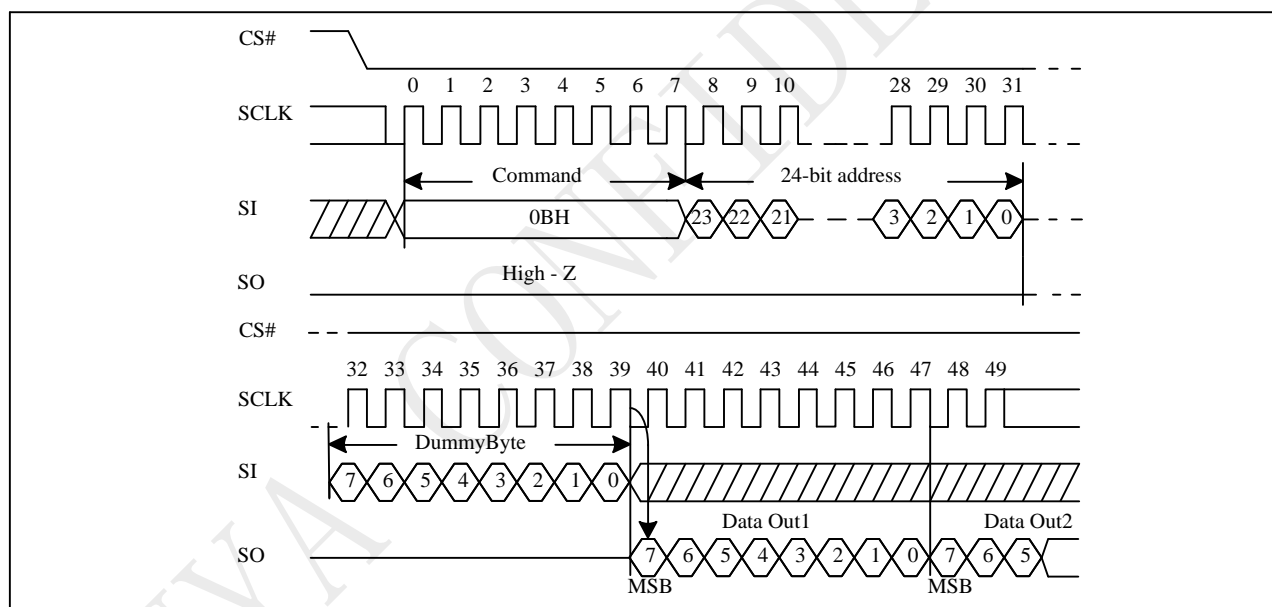 CS#
0 1 2 3 4 5 6 7 8 9 10 28 29 30 31
SCLK
Command 24-bit address
SI 0BH 23 22 21 3 2 1 0
High - Z
SO
CS#
32 33 34 35 36 37 38 39 40 41 42 43 44 45 46 47 48 49
SCLK
DummyByte
SI 7 6 5 4 3 2 1 0
Data Out1 Data Out2
SO 7 6 5 4 3 2 1 0 7 6 5
MSB MSB